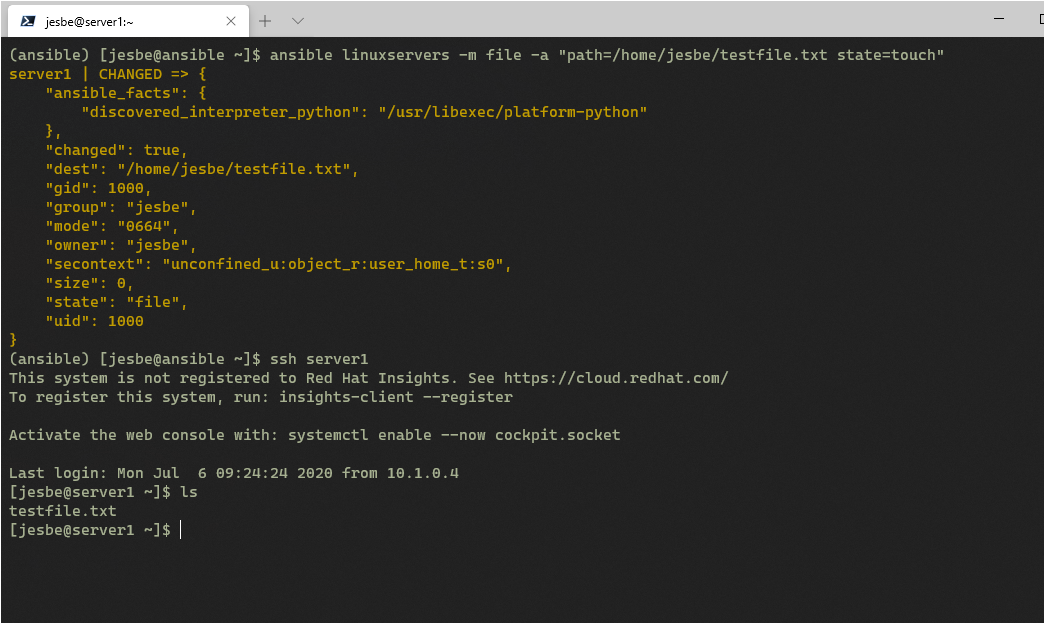 jesbe@server1:~
(ansible) [jesbe@ansible ~]$ ansible linuxservers -m file -a "path=/home/jesbe/testfile.txt state=touch"
server1 | CHANGED => {
    "ansible_facts": {
        "discovered_interpreter_python": "/usr/libexec/platform-python"
    },
    "changed": true,
    "dest": "/home/jesbe/testfile.txt",
    "gid": 1000,
    "group": "jesbe",
    "mode": "0664",
    "owner": "jesbe",
    "secontext": "unconfined_u:object_r:user_home_t:s0",
    "size": 0,
    "state": "file",
    "uid": 1000
}
(ansible) [jesbe@ansible ~]$ ssh server1
This system is not registered to Red Hat Insights. See https://cloud.redhat.com/
To register this system, run: insights-client --register
Activate the web console with: systemctl enable --now cockpit.socket
Last login: Mon Jul  6 09:24:24 2020 from 10.1.0.4
[jesbe@server1 ~]$ ls
testfile.txt
[jesbe@server1 ~]$